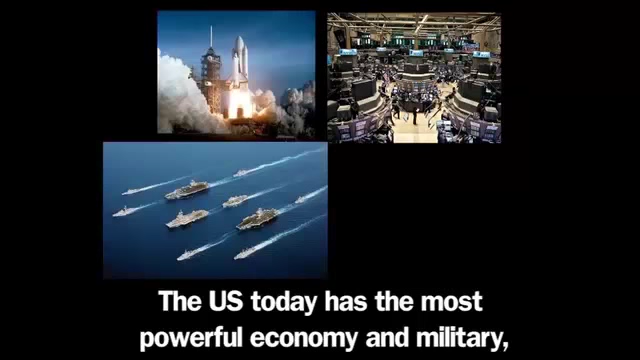 The US today has the most
powerful economy and military,